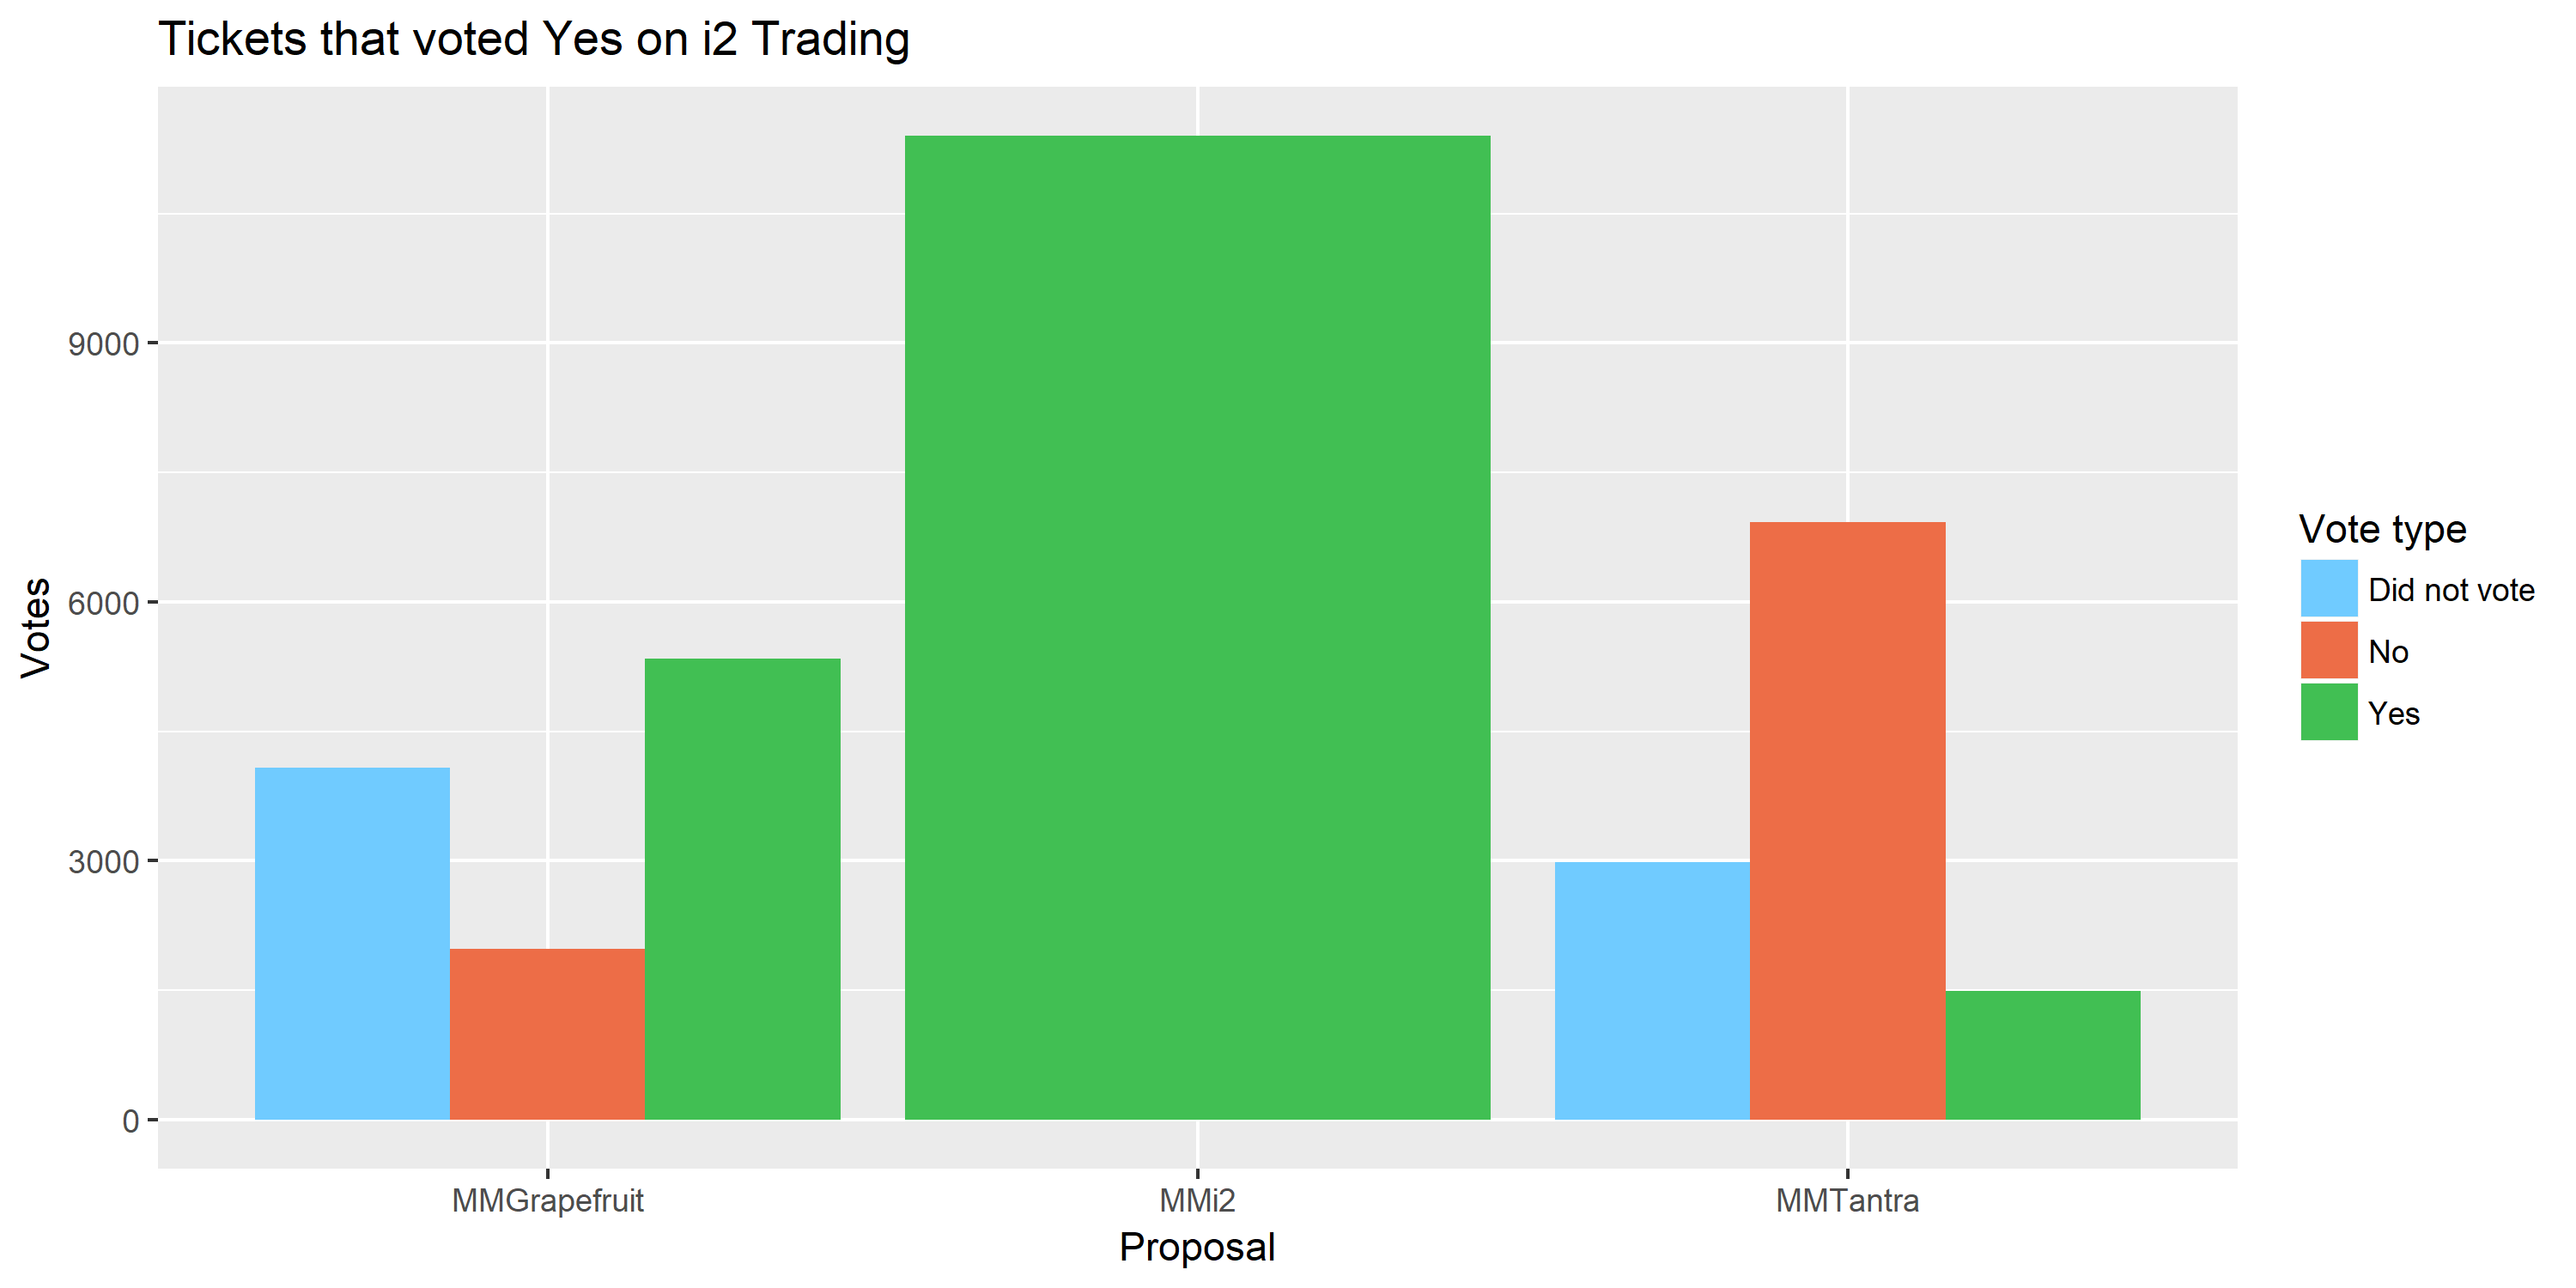 Tickets that voted Yes on i2 Trading
Votes
9000
6000
3000
0
MMGrapefruit
MMi2
MMTantra
Proposal
Vote type
Did not vote
No
Yes